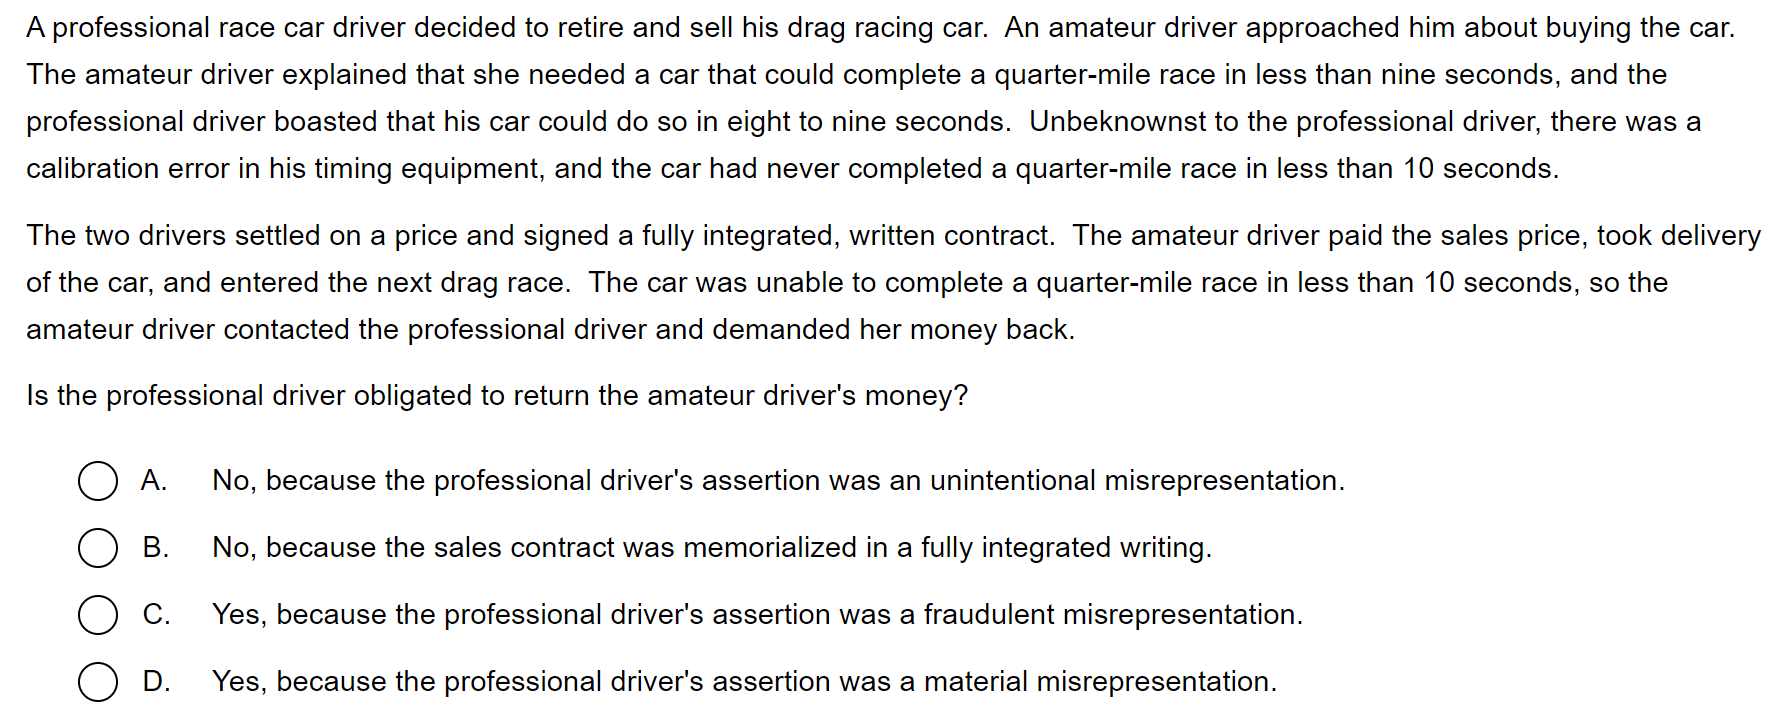 A professional race car driver decided to retire and sell his drag racing car.  An amateur driver approached him about buying the car.
The amateur driver explained that she needed a car that could complete a quarter-mile race in less than nine seconds, and the
professional driver boasted that his car could do so in eight to nine seconds.  Unbeknownst to the professional driver, there was a
calibration error in his timing equipment, and the car had never completed a quarter-mile race in less than 10 seconds.
The two drivers settled on a price and signed a fully integrated, written contract.  The amateur driver paid the sales price, took delivery
of the car, and entered the next drag race.  The car was unable to complete a quarter-mile race in less than 10 seconds, so the
amateur driver contacted the professional driver and demanded her money back.
Is the professional driver obligated to return the amateur driver's money?
A. No, because the professional driver's assertion was an unintentional misrepresentation.
B. No, because the sales contract was memorialized in a fully integrated writing.
C. Yes, because the professional driver's assertion was a fraudulent misrepresentation.
D. Yes, because the professional driver's assertion was a material misrepresentation.